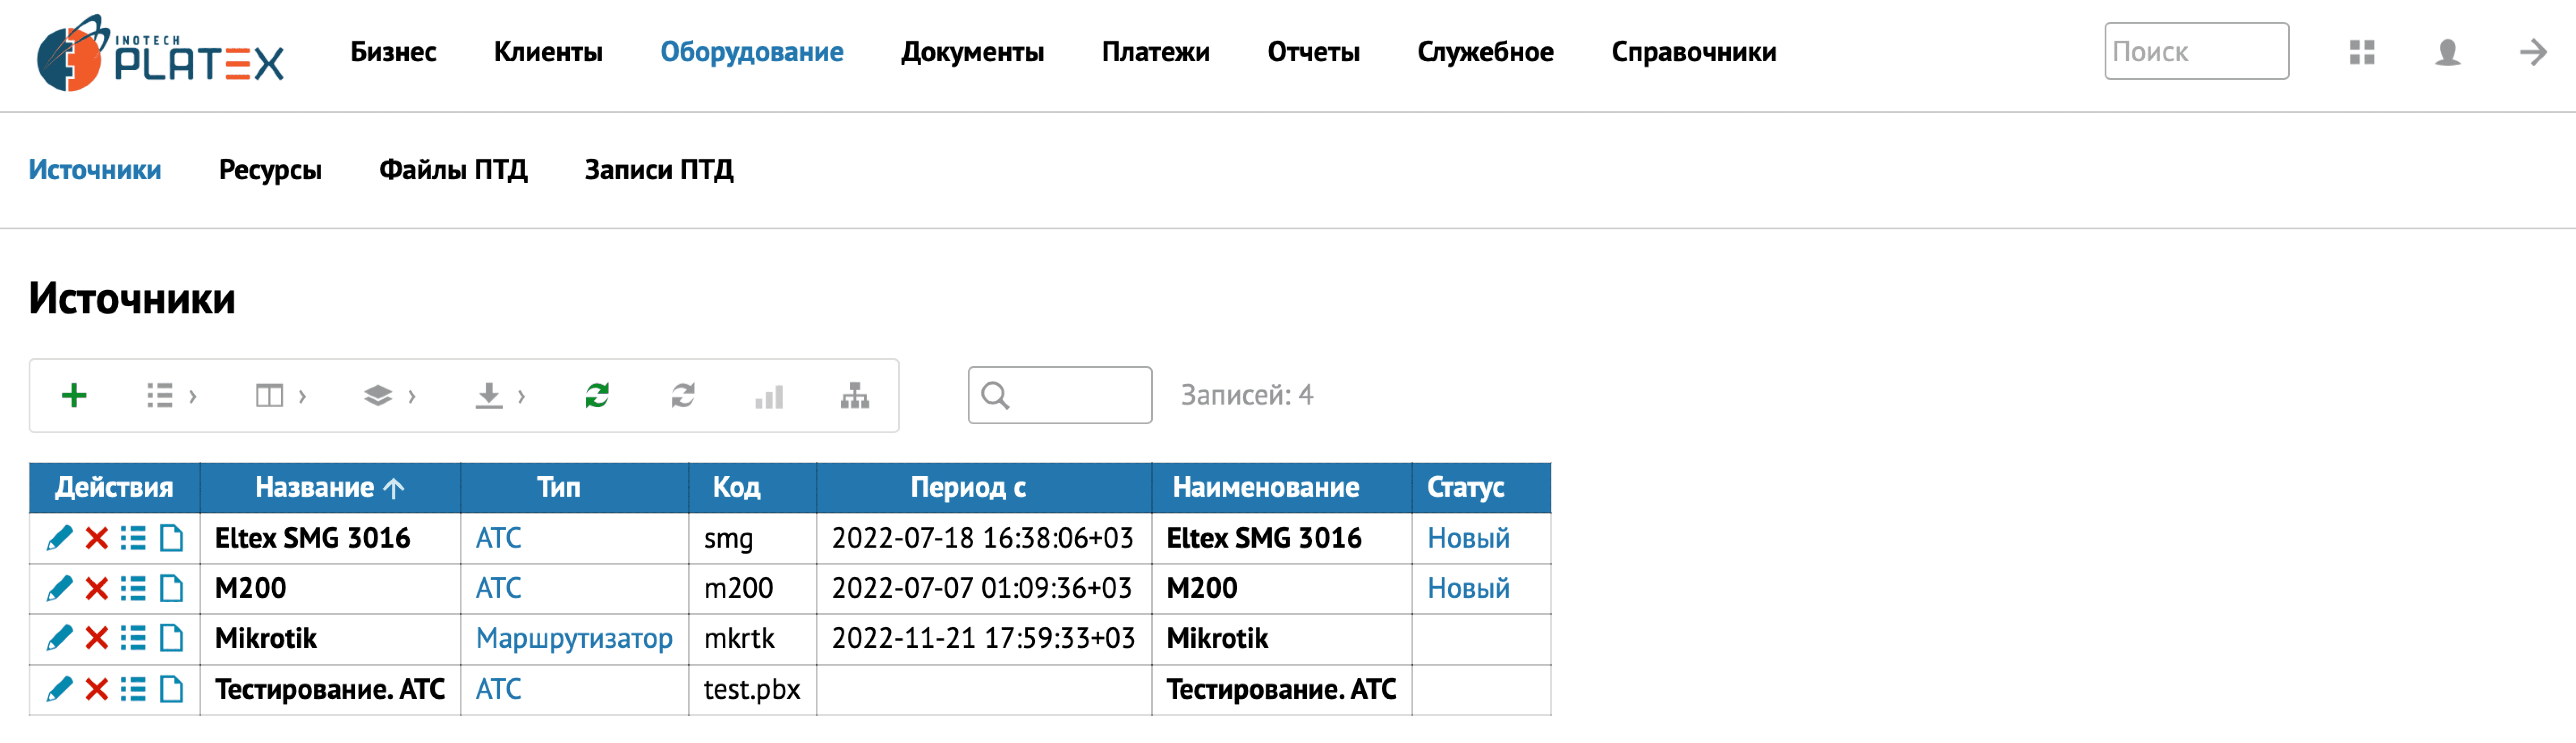 INOTECH
PLATEX
Бизнес Клиенты Оборудование Документы Платежи Отчеты Служебное Справочники Поиск
Источники Ресурсы Файлы ПТД Записи ПТД
Источники
Записей: 4
Действия Название Тип Код Период с Наименование Статус
Eltex SMG 3016 АТС smg 2022-07-18 16:38:06+03 Eltex SMG 3016 Новый
M200 АТС m200 2022-07-07 01:09:36+03 M200 Новый
Mikrotik Маршрутизатор mkrtk 2022-11-21 17:59:33+03 Mikrotik
Тестирование. АТС АТС test.pbx Тестирование. АТС